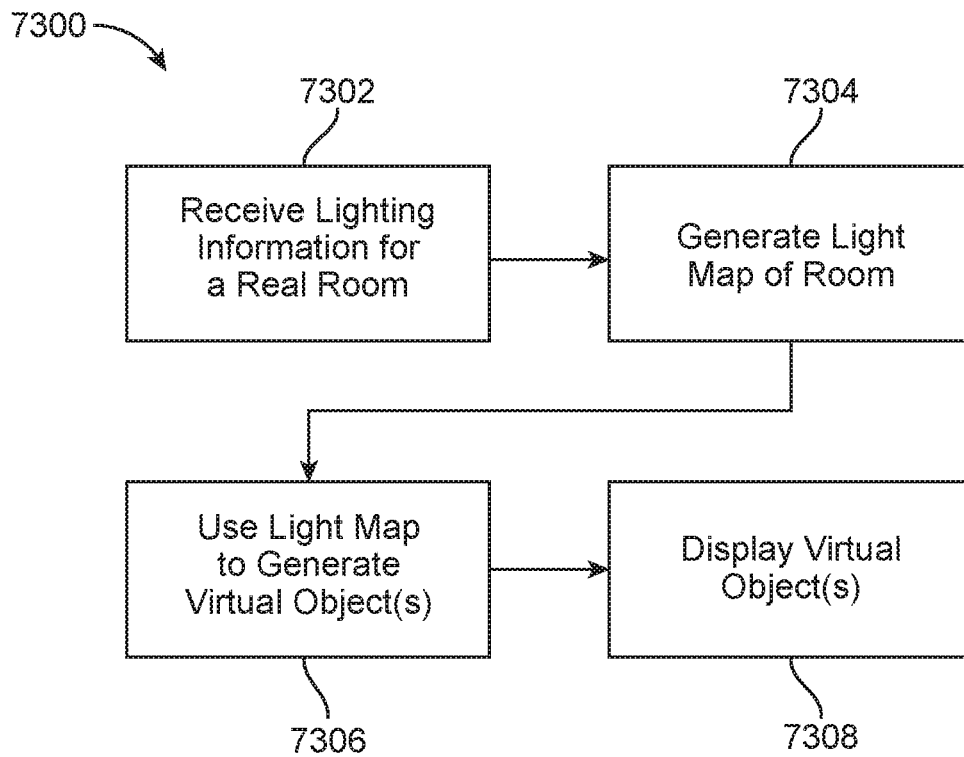 7300
7302
7304
Receive Lighting
Information for
a Real Room
Generate Light
Map of Room
Use Light Map
to Generate
Virtual Object(s)
Display Virtual
Object(s)
7306
7308